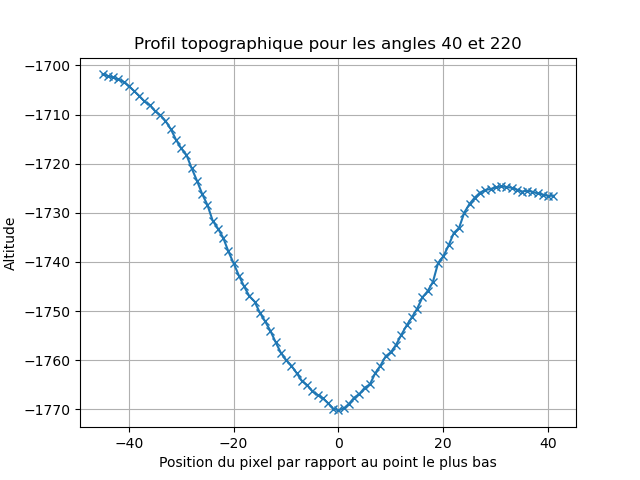 Profil topographique pour les angles 40 et 220
Altitude
−1700
−1710
−1720
−1730
−1740
−1750
−1760
−1770
−40 −20 0 20 40
Position du pixel par rapport au point le plus bas